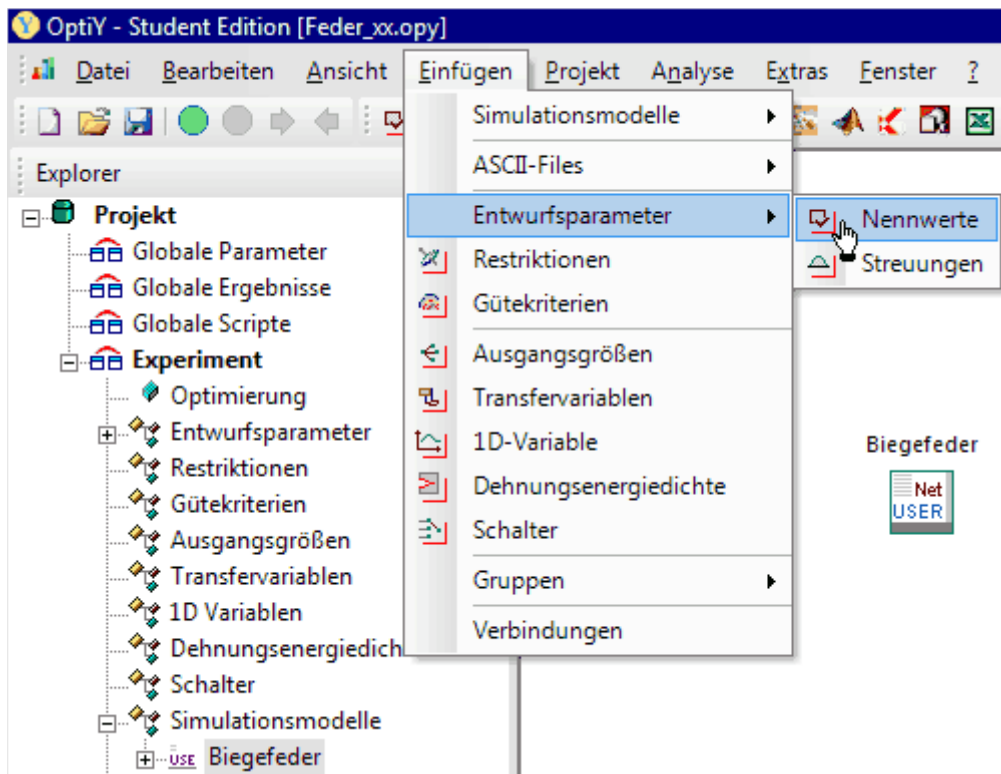 OptiY - Student Edition [Feder_xx.opy]
Datei Bearbeiten Ansicht Einfügen Projekt Analyse Extras Fenster ?
Explorer
Projekt
Globale Parameter
Globale Ergebnisse
Globale Scripte
Experiment
Optimierung
Entwurfsparameter
Restriktionen
Gütekriterien
Ausgangsgrößen
Transfervariablen
1D Variablen
Dehnungsenergiedich
Schalter
Simulationsmodelle
USE Biegefeder
Simulationsmodelle
ASCII-Files
Entwurfsparameter
Restriktionen
Gütekriterien
Ausgangsgrößen
Transfervariablen
1D-Variable
Dehnungsenergiedichte
Schalter
Gruppen
Verbindungen
Nennwerte
Streuungen
Biegefeder
Net
USER